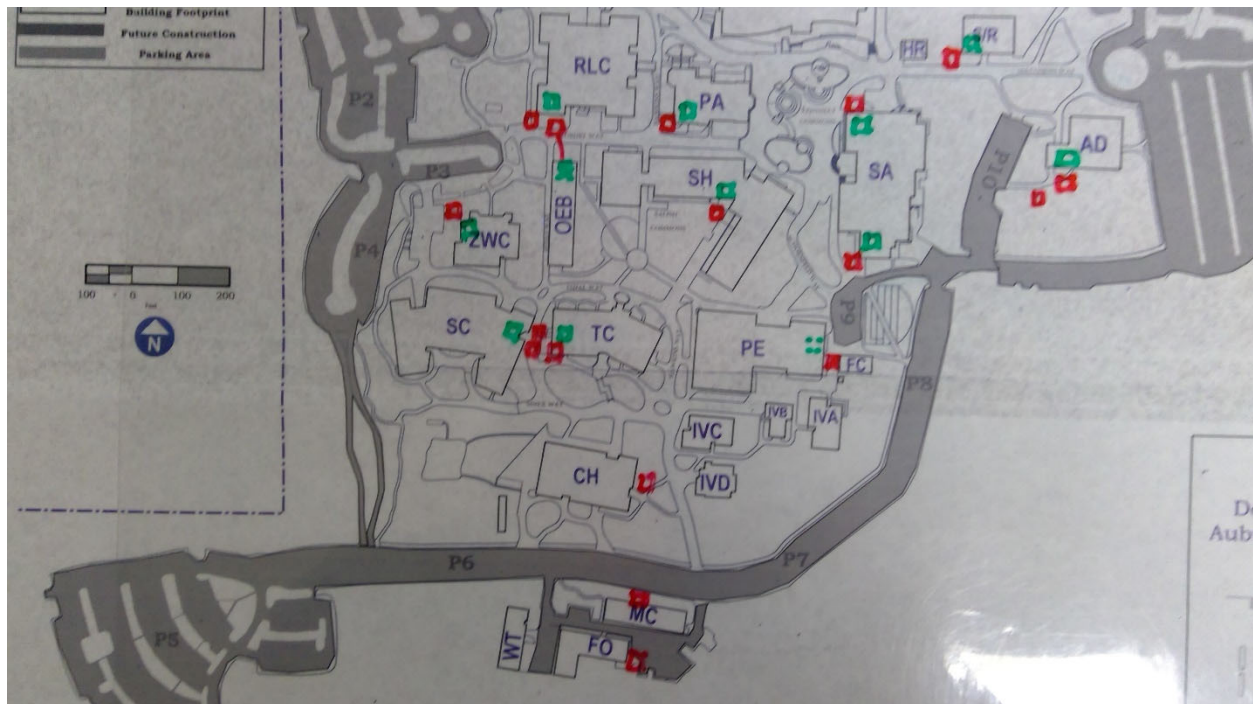 Building Footprint
Future Construction
Parking Area
RLC
HR
S/R
P2
PA
AD
P3
SH
SA
P10
OEB
ZWC
P4
100
0
100
200
N
SC
TC
PE
P9
FC
P8
IVB
IVA
IVC
CH
IVD
P6
P7
MC
P5
WT
FO